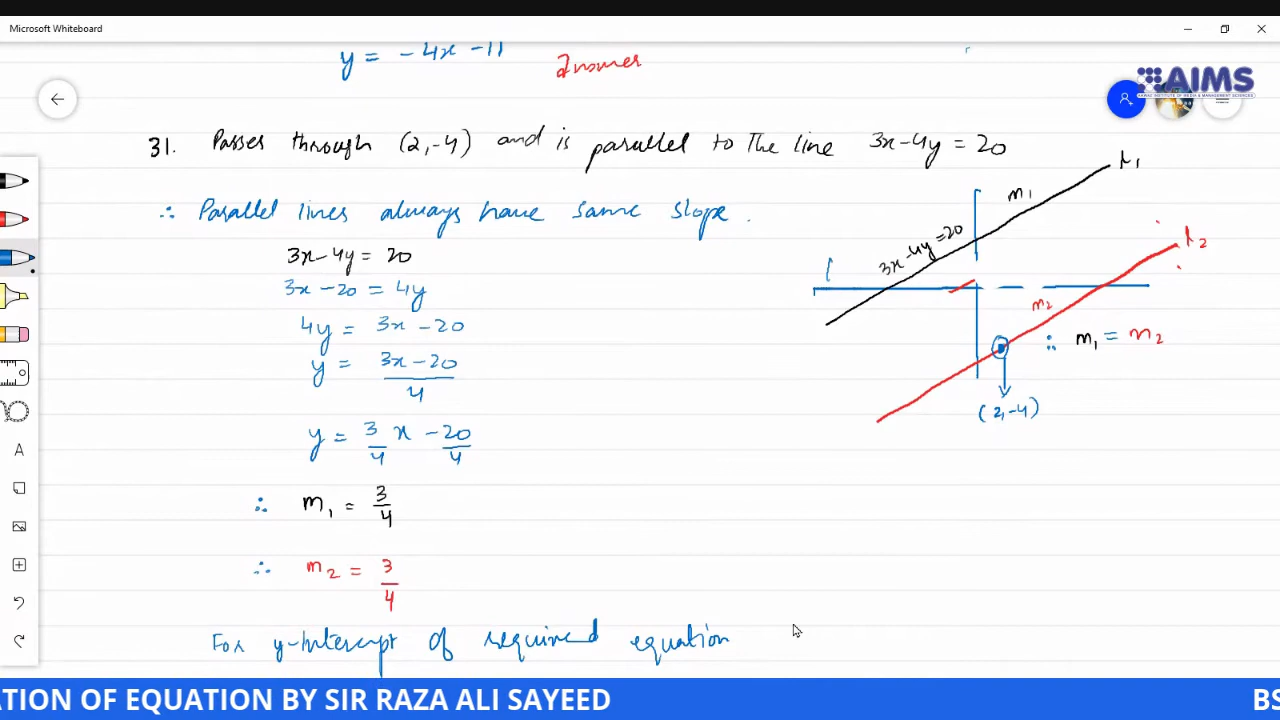 Microsoft Whiteboard
y = -4x -11
Answer
AIMS
31. Passes through (2,-4) and is parallel to The line 3x-4y = 20
∴ Parallel lines always have same slope.
3x-4y = 20
3x-20 = 4y
4y = 3x-20
y = 3x-20 / 4
y = 3/4 x - 20/4
∴ m1 = 3/4
∴ m2 = 3/4
For y-Intercept of required equation
m1
3x-4y=20
L1
L2
m2
∴ m1 = m2
(2,-4)
ATION OF EQUATION BY SIR RAZA ALI SAYEED
BS